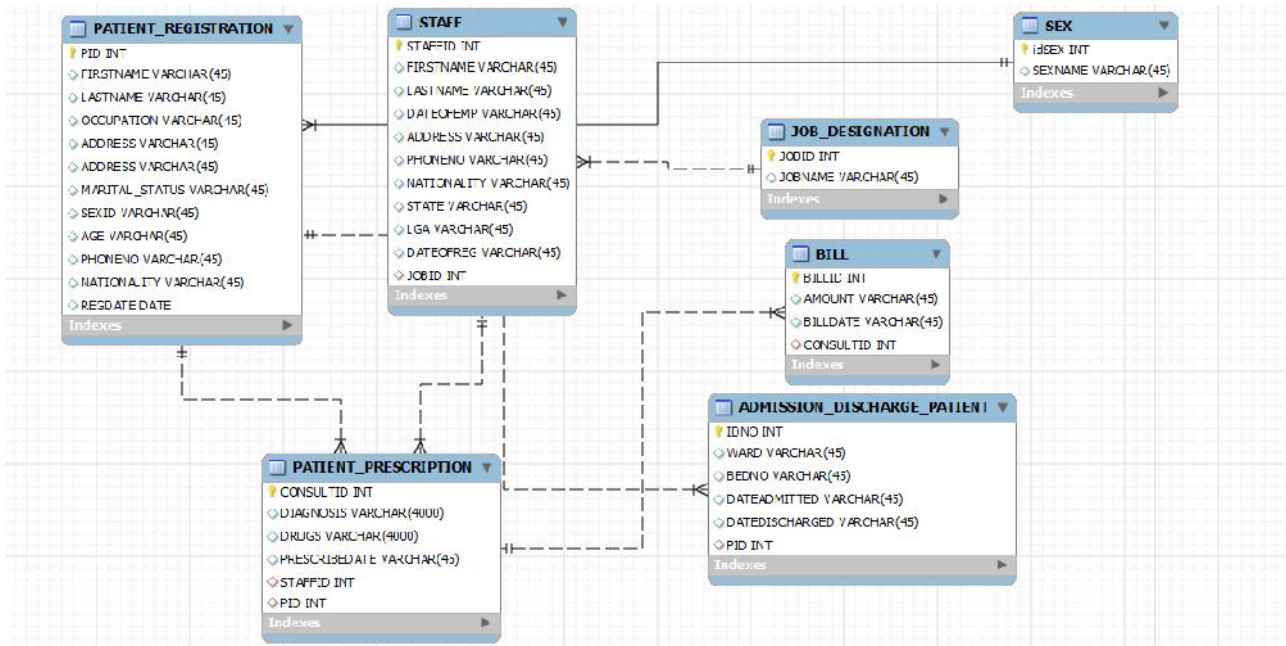 PATIENT_REGISTRATION
PID INT
FIRSTNAME VARCHAR(45)
LASTNAME VARCHAR(45)
OCCUPATION VARCHAR(45)
ADDRESS VARCHAR(45)
ADDRESS VARCHAR(45)
MARITAL_STATUS VARCHAR(45)
SEXID VARCHAR(45)
AGE VARCHAR(45)
PHONENO VARCHAR(45)
NATIONALITY VARCHAR(45)
REGDATE DATE
Indexes
STAFF
STAFFID INT
FIRSTNAME VARCHAR(45)
LASTNAME VARCHAR(45)
DATEOFEMP VARCHAR(45)
ADDRESS VARCHAR(45)
PHONENO VARCHAR(45)
NATIONALITY VARCHAR(45)
STATE VARCHAR(45)
LGA VARCHAR(45)
DATEOFREG VARCHAR(45)
JOBID INT
Indexes
SEX
idSEX INT
SEXNAME VARCHAR(45)
Indexes
JOB_DESIGNATION
JOBID INT
JOBNAME VARCHAR(45)
Indexes
BILL
BILLID INT
AMOUNT VARCHAR(45)
BILLDATE VARCHAR(45)
CONSULTID INT
Indexes
ADMISSION_DISCHARGE_PATIENT
IDNO INT
WARD VARCHAR(45)
BEDNO VARCHAR(45)
DATEADMITTED VARCHAR(45)
DATEDISCHARGED VARCHAR(45)
PID INT
Indexes
PATIENT_PRESCRIPTION
CONSULTID INT
DIAGNOSIS VARCHAR(4000)
DRUGS VARCHAR(4000)
PRESCRIBEDATE VARCHAR(45)
STAFFID INT
PID INT
Indexes